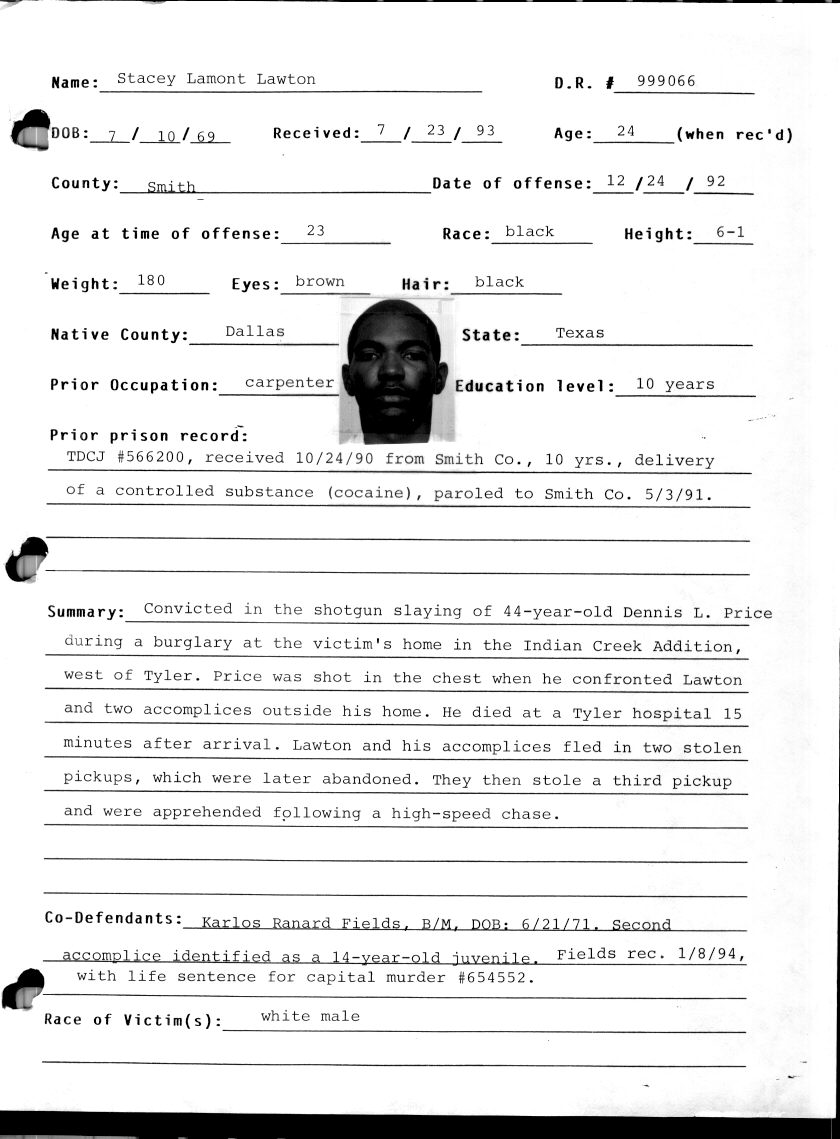 Name: Stacey Lamont Lawton D.R. # 999066
DOB: 7 / 10 / 69 Received: 7 / 23 / 93 Age: 24 (when rec'd)
County: Smith Date of offense: 12 / 24 / 92
Age at time of offense: 23 Race: black Height: 6-1
Weight: 180 Eyes: brown Hair: black
Native County: Dallas State: Texas
Prior Occupation: carpenter Education level: 10 years
Prior prison record:
TDCJ #566200, received 10/24/90 from Smith Co., 10 yrs., delivery
of a controlled substance (cocaine), paroled to Smith Co. 5/3/91.
Summary: Convicted in the shotgun slaying of 44-year-old Dennis L. Price
during a burglary at the victim's home in the Indian Creek Addition,
west of Tyler. Price was shot in the chest when he confronted Lawton
and two accomplices outside his home. He died at a Tyler hospital 15
minutes after arrival. Lawton and his accomplices fled in two stolen
pickups, which were later abandoned. They then stole a third pickup
and were apprehended following a high-speed chase.
Co-Defendants: Karlos Ranard Fields, B/M, DOB: 6/21/71. Second
accomplice identified as a 14-year-old juvenile. Fields rec. 1/8/94,
with life sentence for capital murder #654552.
Race of Victim(s): white male